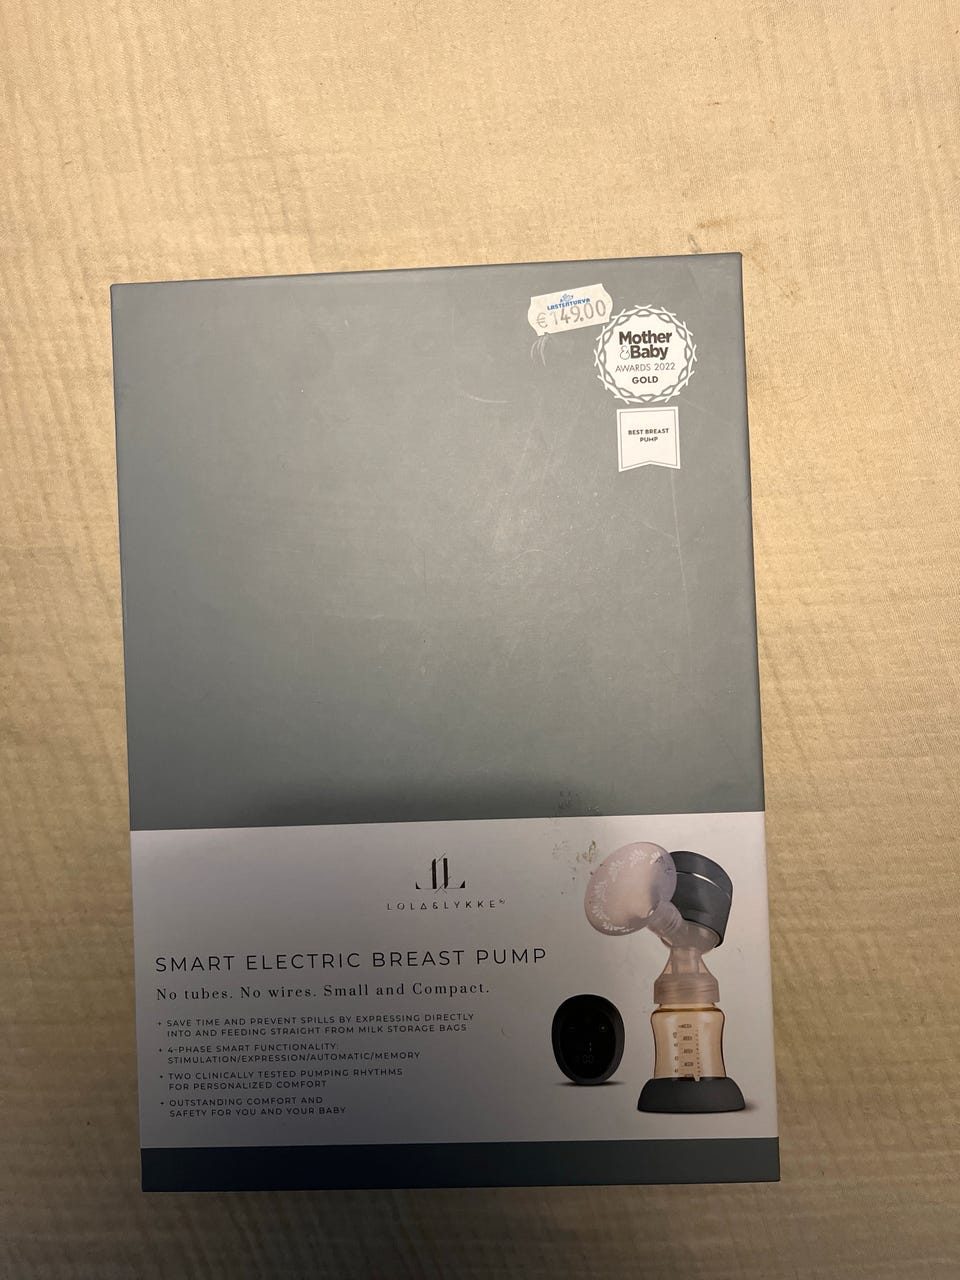 LASTENTARVE
€149.00
Mother
&Baby
AWARDS 2022
GOLD
BEST BREAST
PUMP
LOLA&LYKKE®
SMART ELECTRIC BREAST PUMP
No tubes. No wires. Small and Compact.
+ SAVE TIME AND PREVENT SPILLS BY EXPRESSING DIRECTLY
INTO AND FEEDING STRAIGHT FROM MILK STORAGE BAGS
+ 4-PHASE SMART FUNCTIONALITY:
STIMULATION/EXPRESSION/AUTOMATIC/MEMORY
+ TWO CLINICALLY TESTED PUMPING RHYTHMS
FOR PERSONALIZED COMFORT
+ OUTSTANDING COMFORT AND
SAFETY FOR YOU AND YOUR BABY